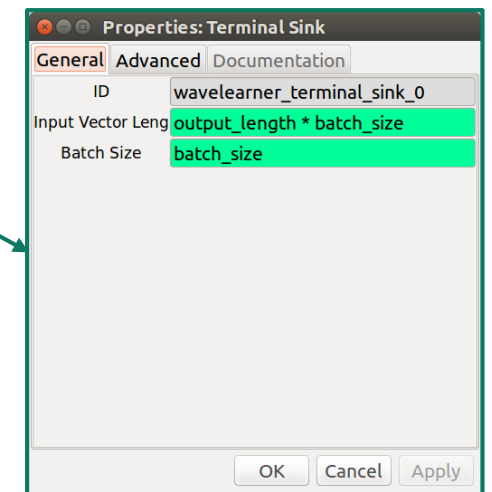 Properties: Terminal Sink
General Advanced Documentation
ID wavelearner_terminal_sink_0
Input Vector Leng output_length * batch_size
Batch Size batch_size
OK Cancel Apply